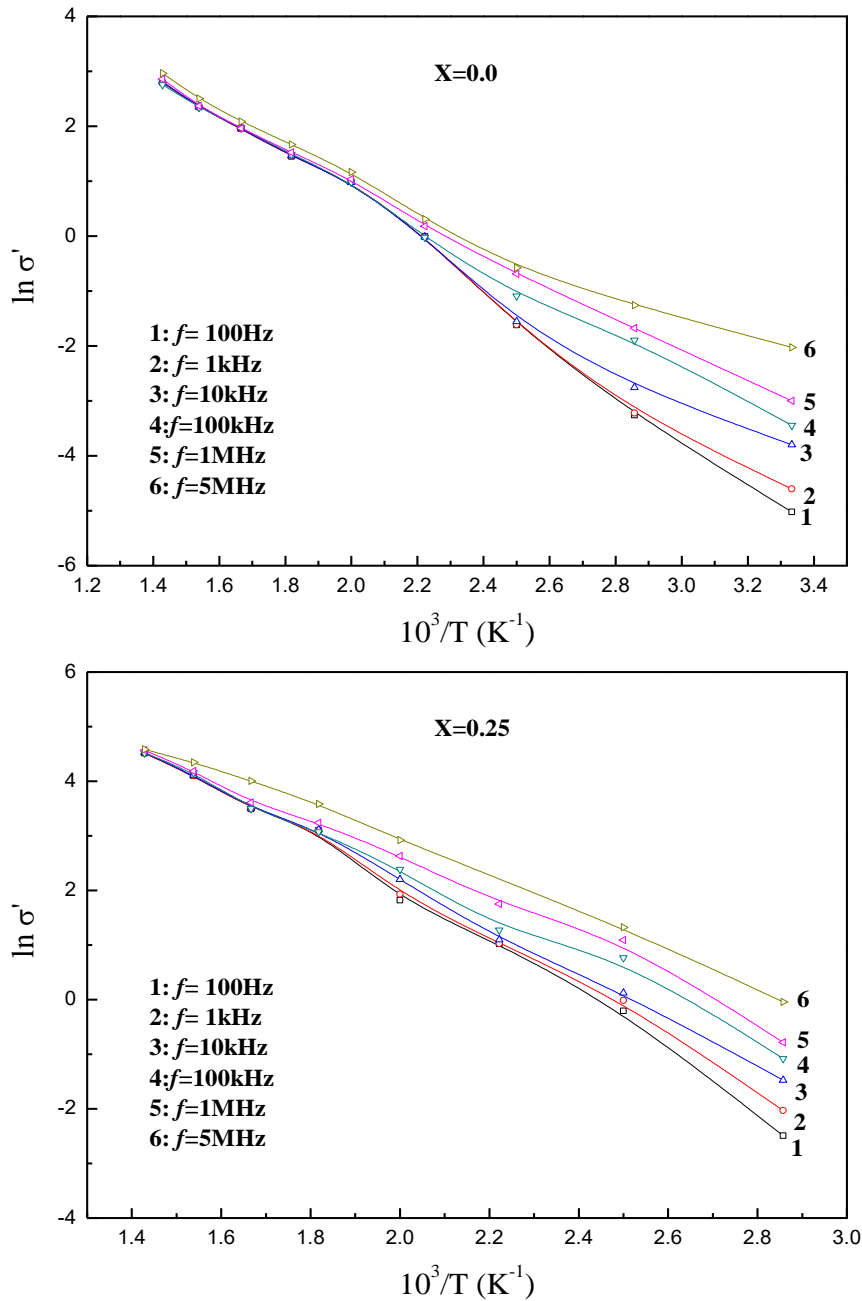 4
2
0
-2
-4
-6
ln σ'
X=0.0
1: f= 100Hz
2: f= 1kHz
3: f=10kHz
4:f=100kHz
5: f=1MHz
6: f=5MHz
6
5
4
3
2
1
1.2 1.4 1.6 1.8 2.0 2.2 2.4 2.6 2.8 3.0 3.2 3.4
10³/T (K⁻¹)
6
4
2
0
-2
-4
ln σ'
X=0.25
1: f= 100Hz
2: f= 1kHz
3: f=10kHz
4:f=100kHz
5: f=1MHz
6: f=5MHz
6
5
4
3
2
1
1.4 1.6 1.8 2.0 2.2 2.4 2.6 2.8 3.0
10³/T (K⁻¹)